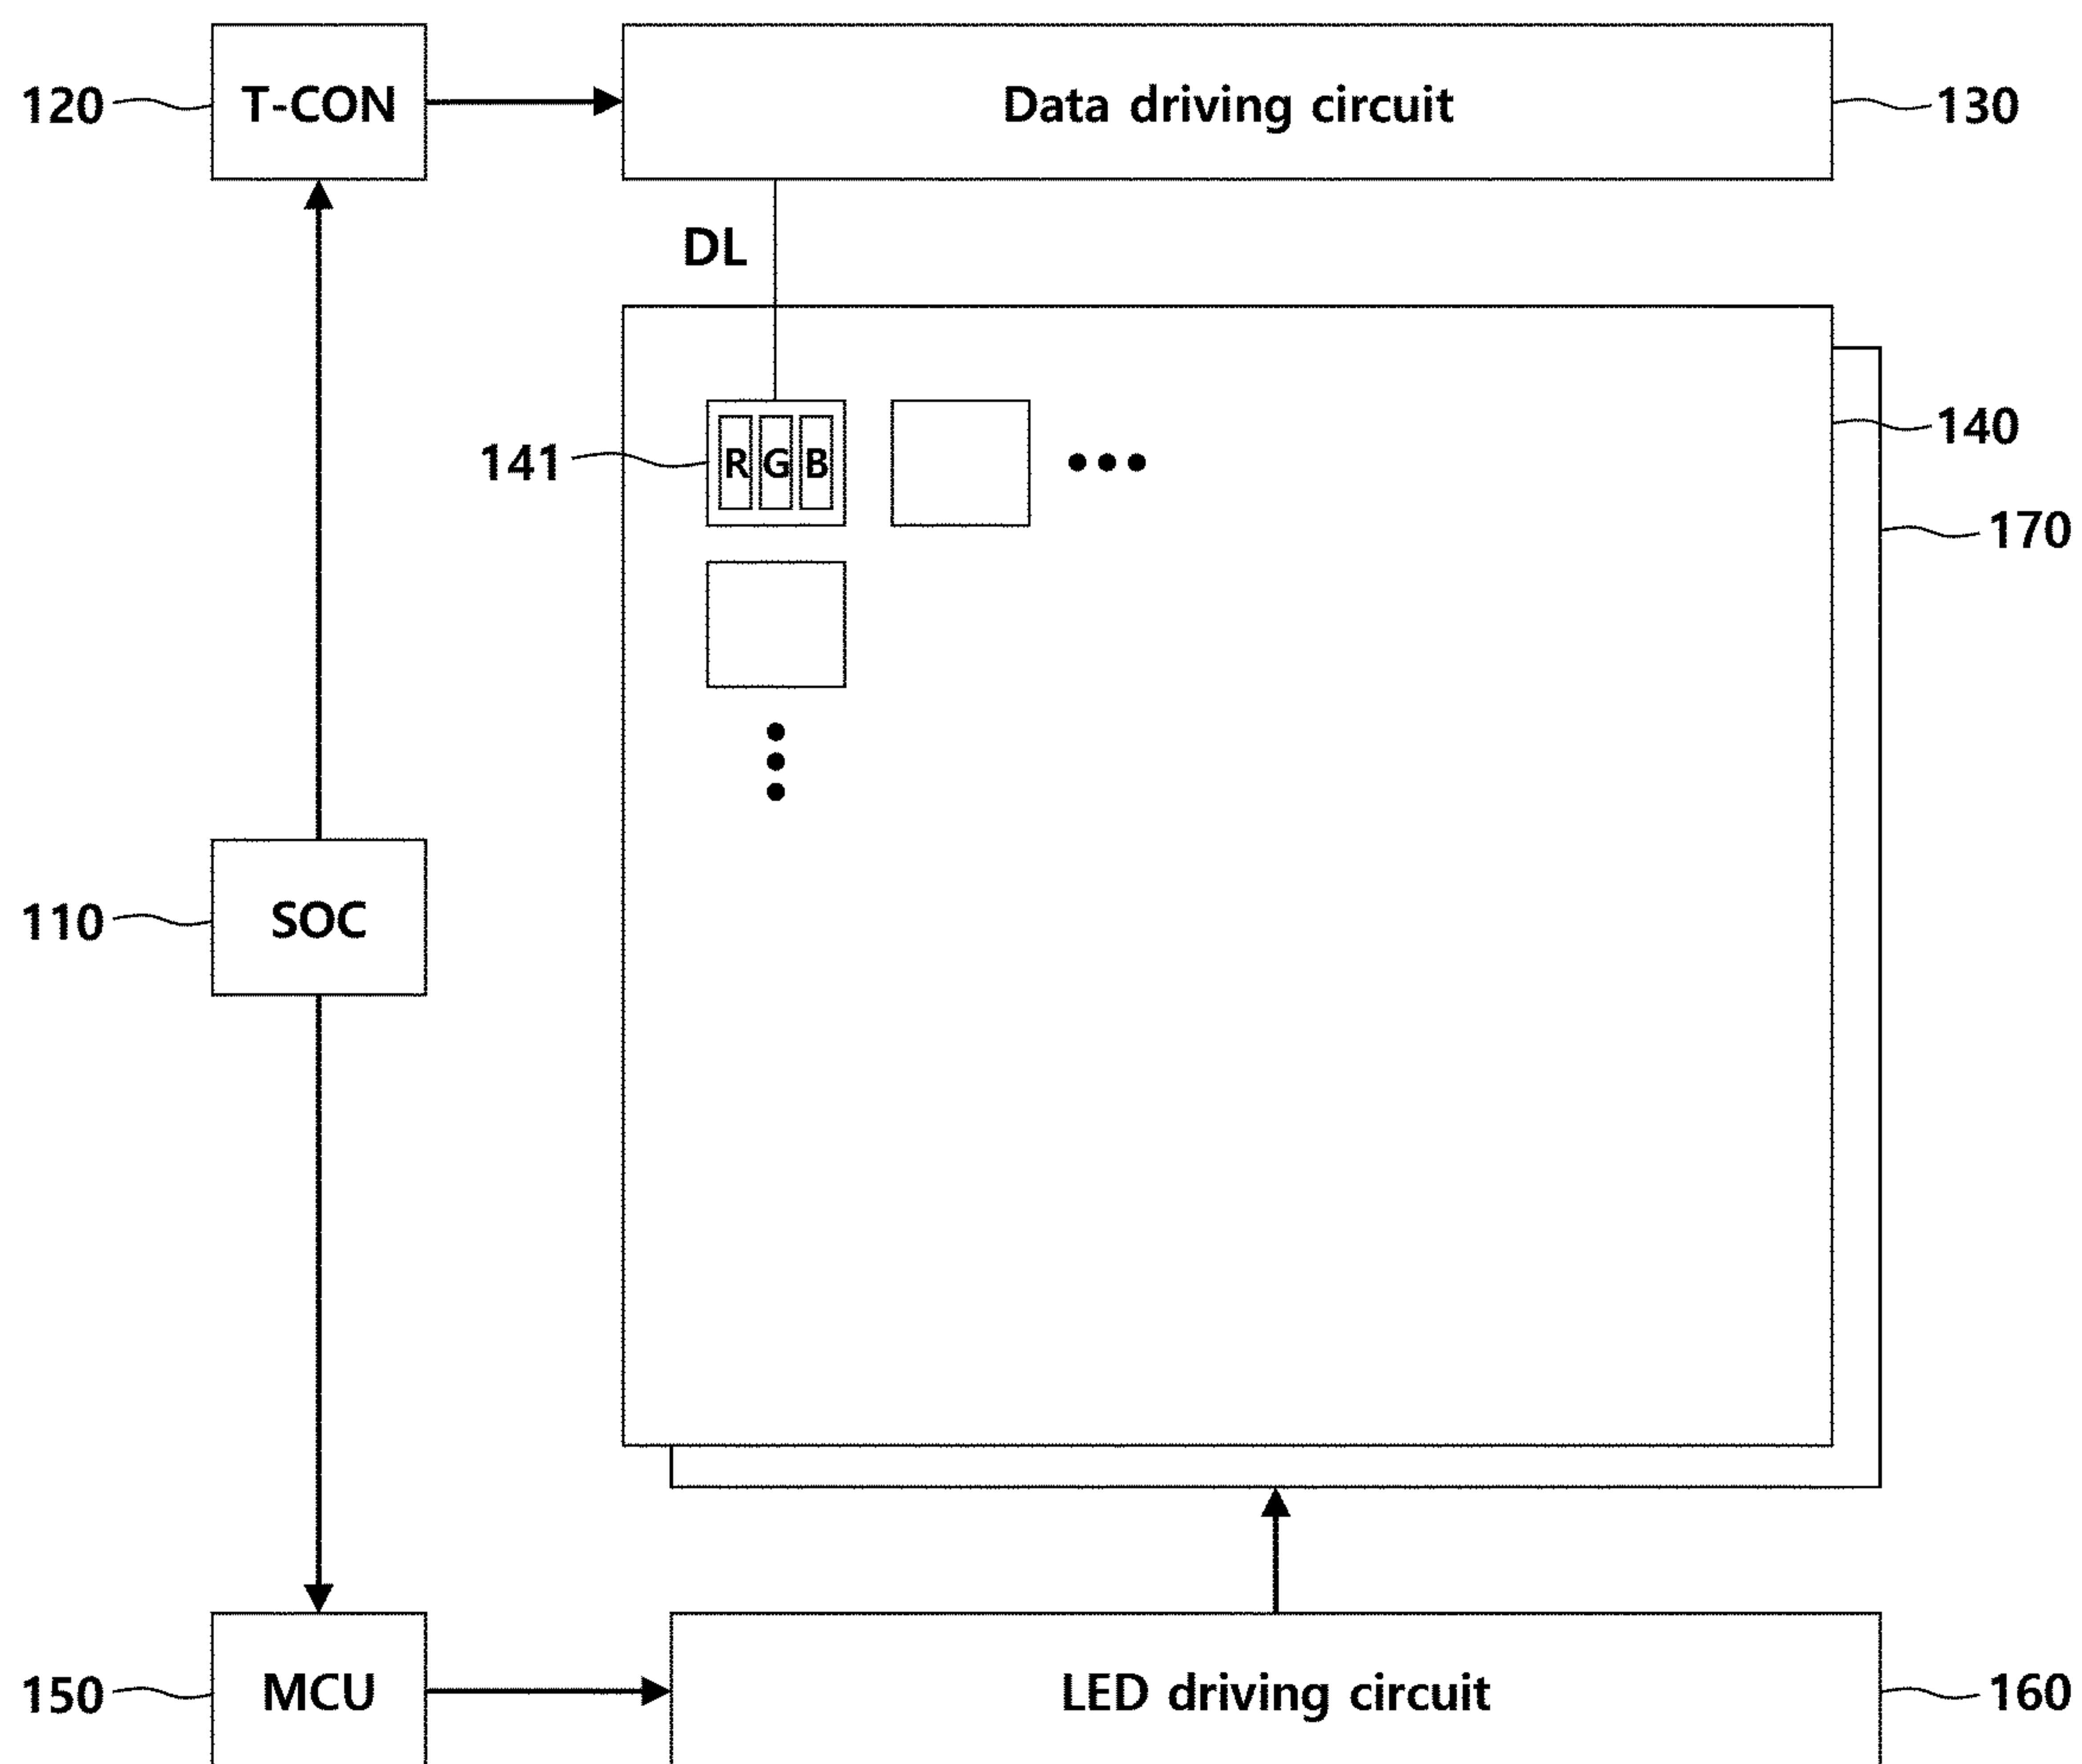 120 T-CON Data driving circuit 130
DL
140
141 R G B
170
110 SOC
150 MCU LED driving circuit 160